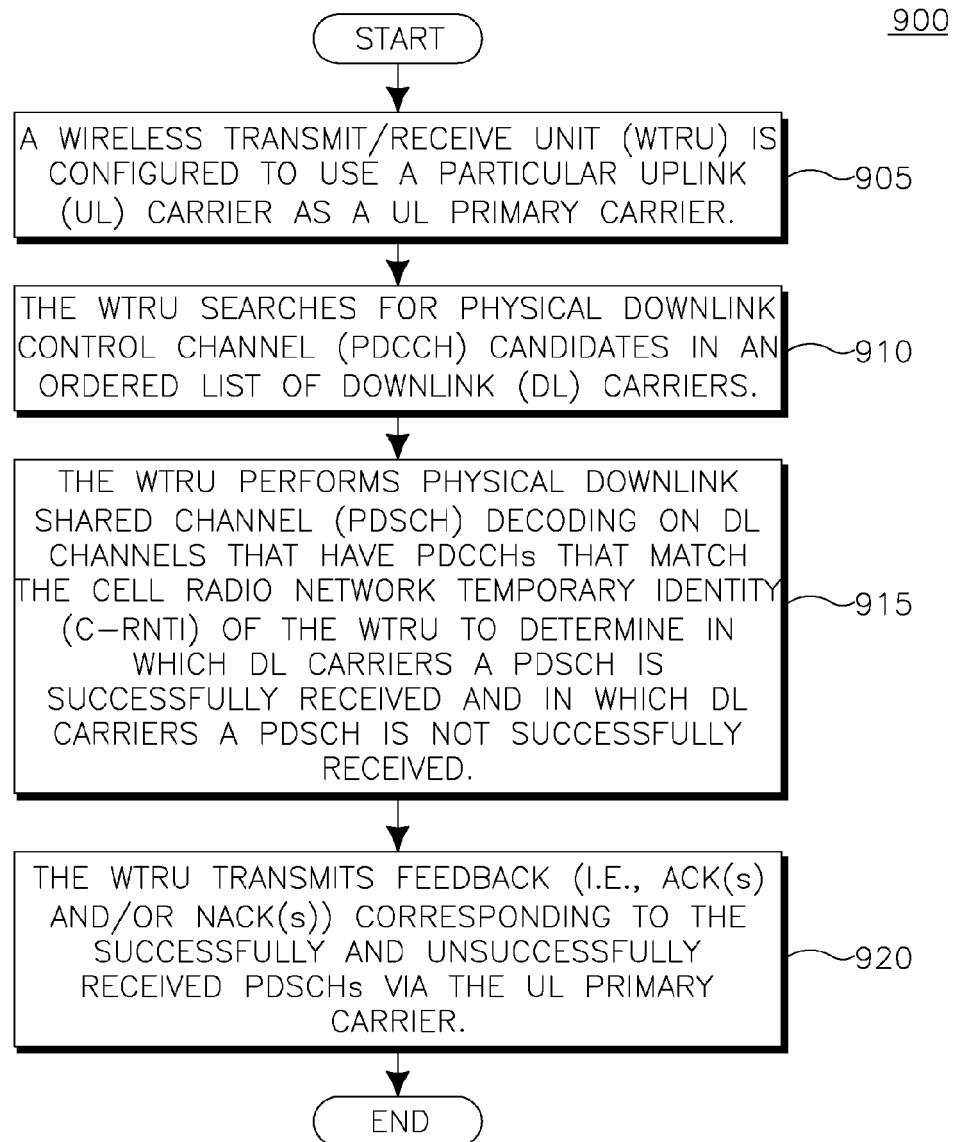 900
START
A WIRELESS TRANSMIT/RECEIVE UNIT (WTRU) IS
CONFIGURED TO USE A PARTICULAR UPLINK
(UL) CARRIER AS A UL PRIMARY CARRIER.
905
THE WTRU SEARCHES FOR PHYSICAL DOWNLINK
CONTROL CHANNEL (PDCCH) CANDIDATES IN AN
ORDERED LIST OF DOWNLINK (DL) CARRIERS.
910
THE WTRU PERFORMS PHYSICAL DOWNLINK
SHARED CHANNEL (PDSCH) DECODING ON DL
CHANNELS THAT HAVE PDCCHs THAT MATCH
THE CELL RADIO NETWORK TEMPORARY IDENTITY
(C-RNTI) OF THE WTRU TO DETERMINE IN
WHICH DL CARRIERS A PDSCH IS
SUCCESSFULLY RECEIVED AND IN WHICH DL
CARRIERS A PDSCH IS NOT SUCCESSFULLY
RECEIVED.
915
THE WTRU TRANSMITS FEEDBACK (I.E., ACK(s)
AND/OR NACK(s)) CORRESPONDING TO THE
SUCCESSFULLY AND UNSUCCESSFULLY
RECEIVED PDSCHs VIA THE UL PRIMARY
CARRIER.
920
END